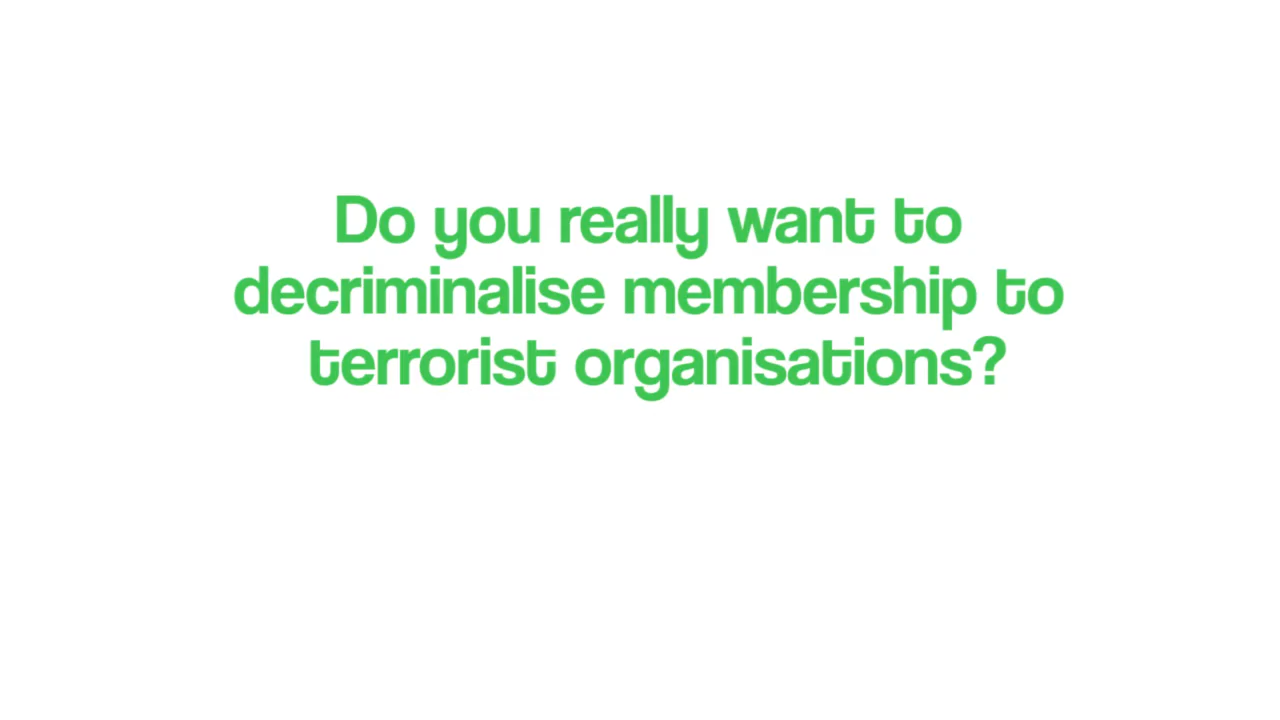 Do you really want to
decriminalise membership to
terrorist organisations?